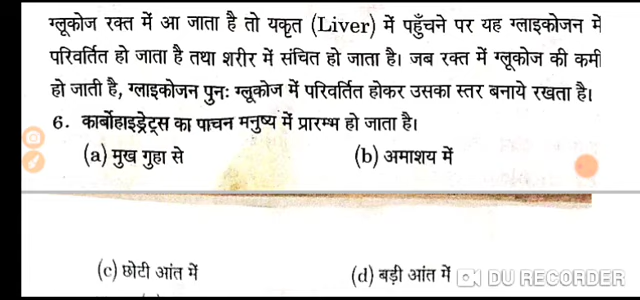 ग्लूकोज रक्त में आ जाता है तो यकृत (Liver) में पहुँचने पर यह ग्लाइकोजन में
परिवर्तित हो जाता है तथा शरीर में संचित हो जाता है। जब रक्त में ग्लूकोज की कमी
हो जाती है, ग्लाइकोजन पुनः ग्लूकोज में परिवर्तित होकर उसका स्तर बनाये रखता है।
6. कार्बोहाइड्रेट्स का पाचन मनुष्य में प्रारम्भ हो जाता है।
(a) मुख गुहा से (b) अमाशय में
(c) छोटी आंत में (d) बड़ी आंत में DU RECORDER